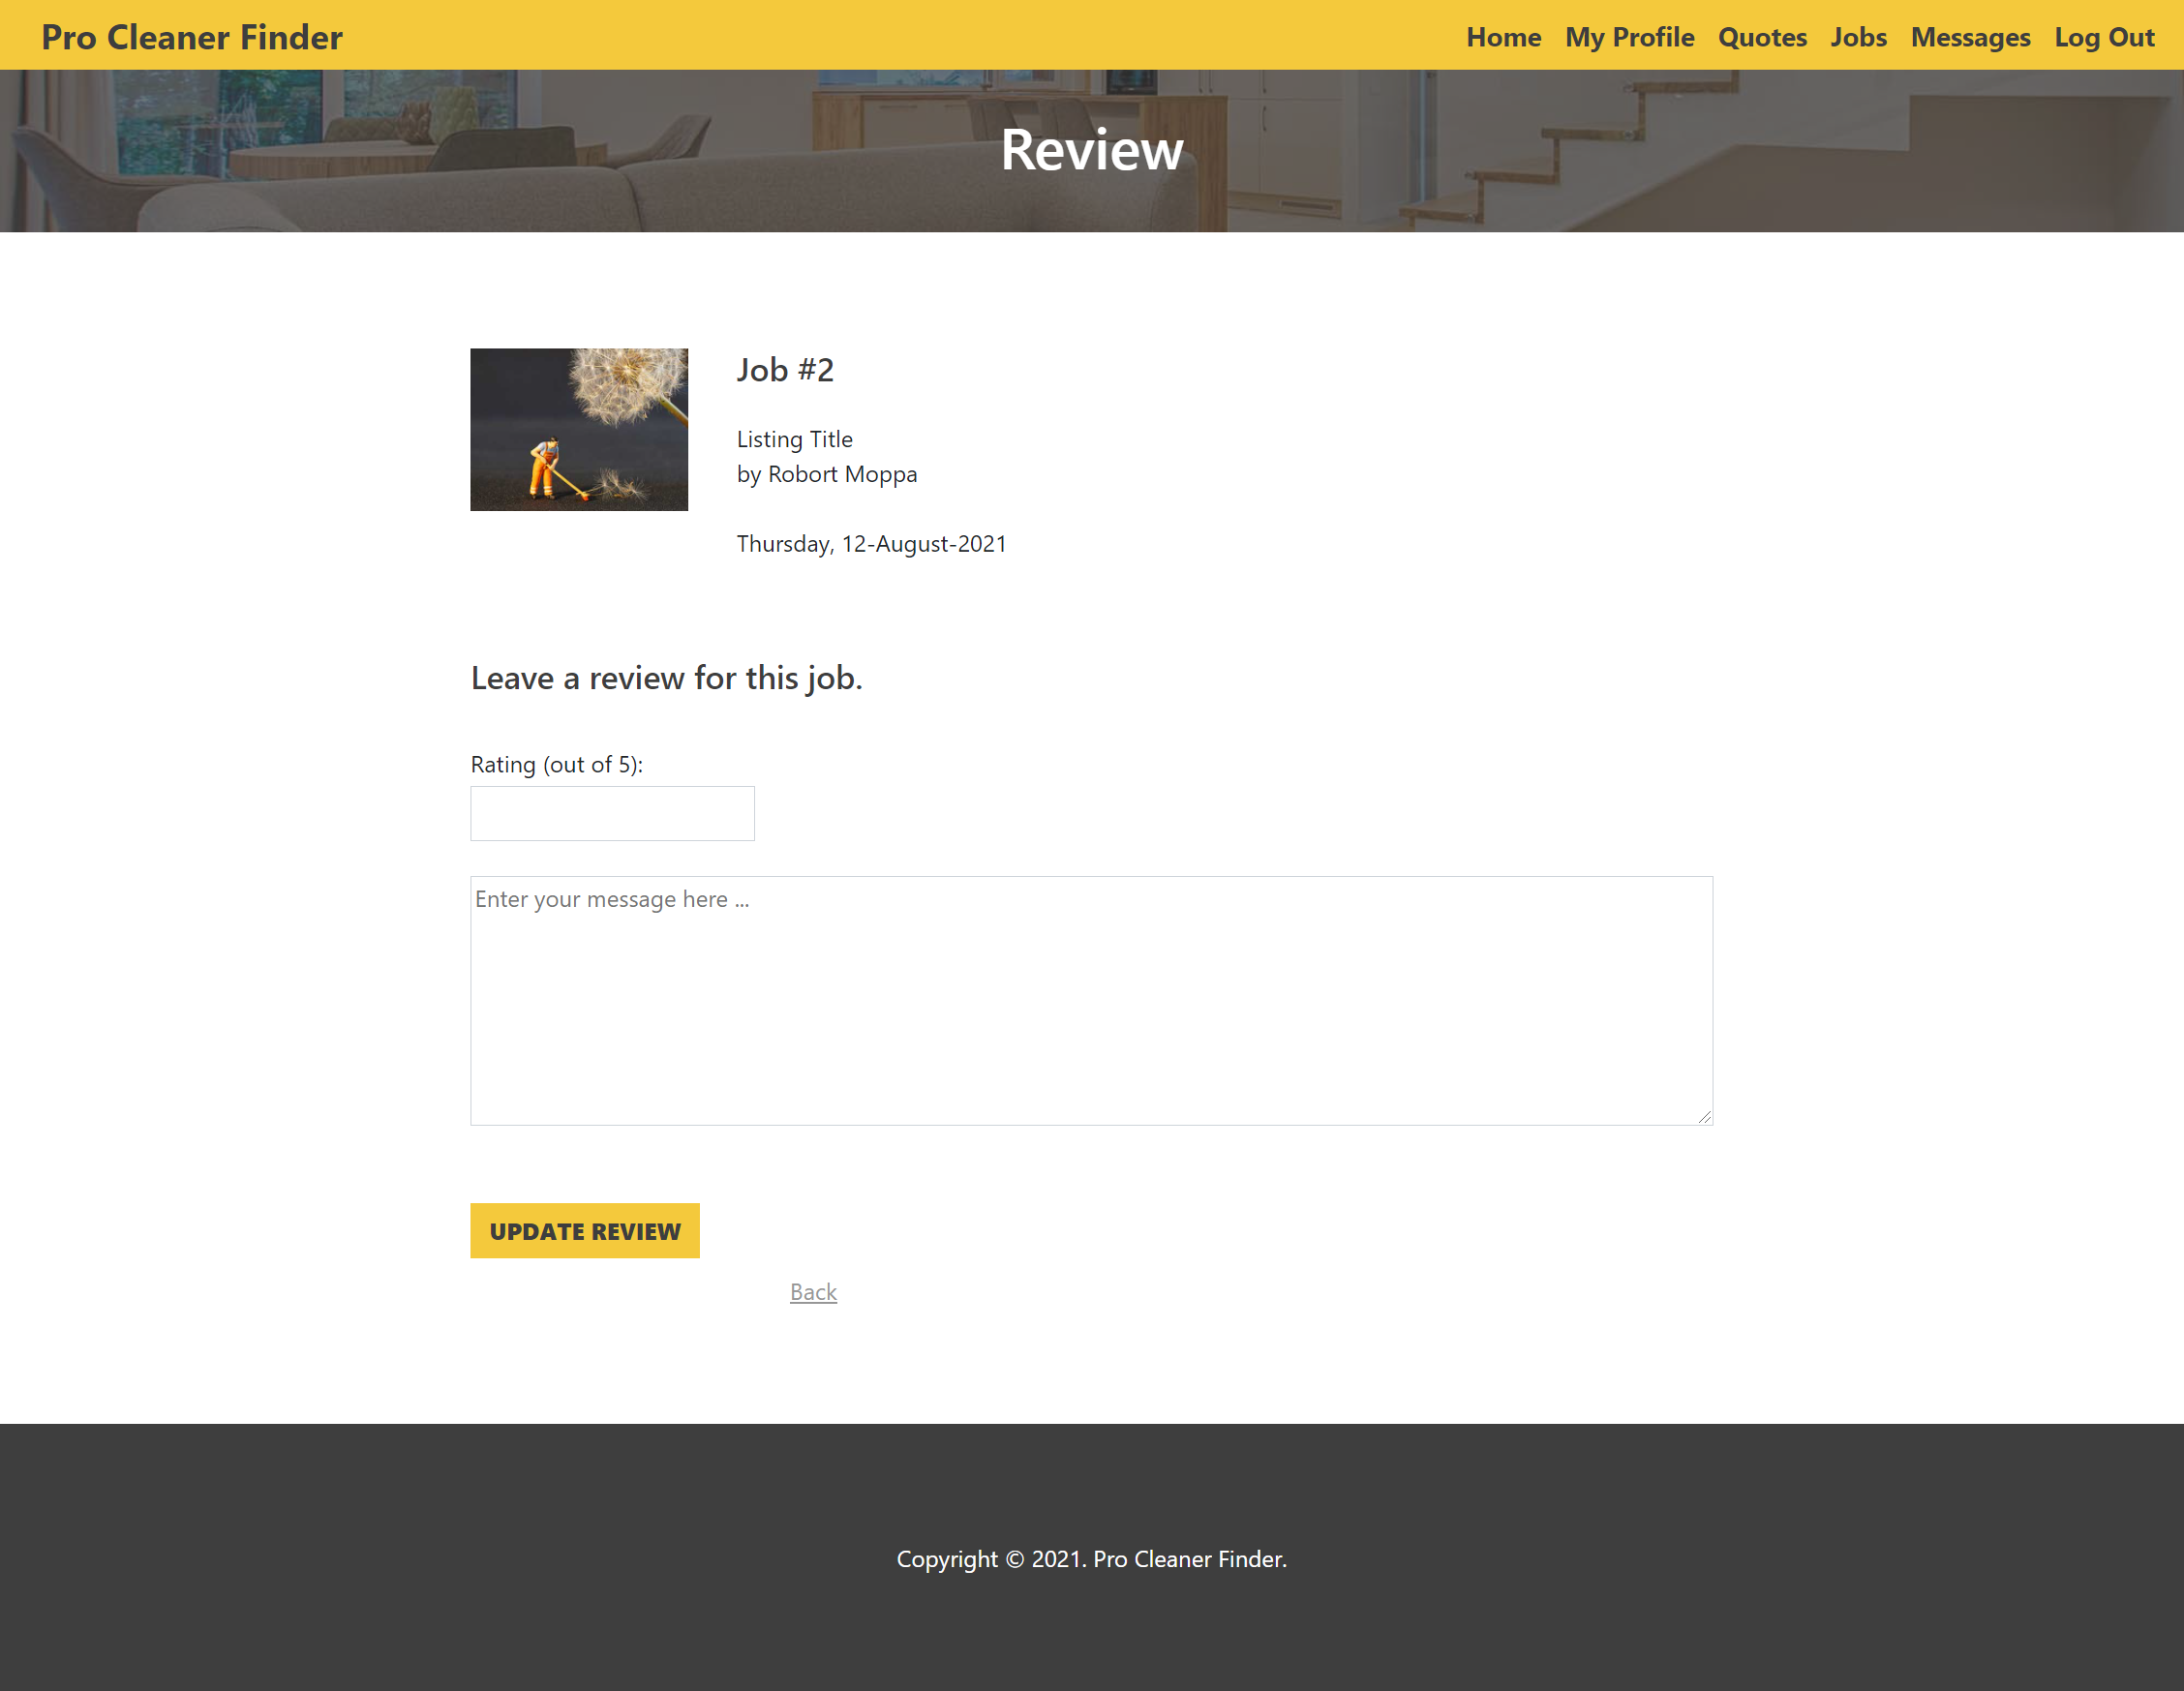 Pro Cleaner Finder
Home My Profile Quotes Jobs Messages Log Out
Review
Job #2
Listing Title
by Robort Moppa
Thursday, 12-August-2021
Leave a review for this job.
Rating (out of 5):
Enter your message here ...
UPDATE REVIEW
Back
Copyright © 2021. Pro Cleaner Finder.